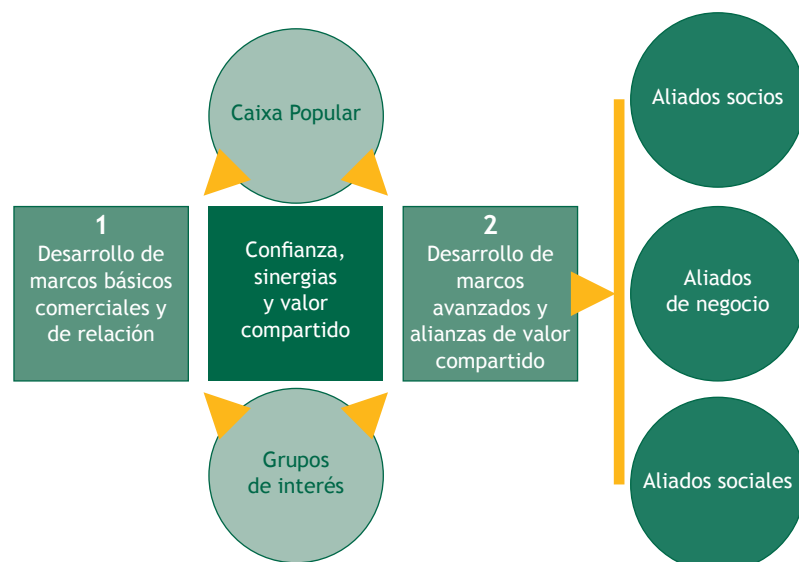 Caixa Popular
1
Desarrollo de
marcos básicos
comerciales y
de relación
Confianza,
sinergias
y valor
compartido
2
Desarrollo de
marcos
avanzados y
alianzas de valor
compartido
Grupos
de interés
Aliados socios
Aliados
de negocio
Aliados sociales